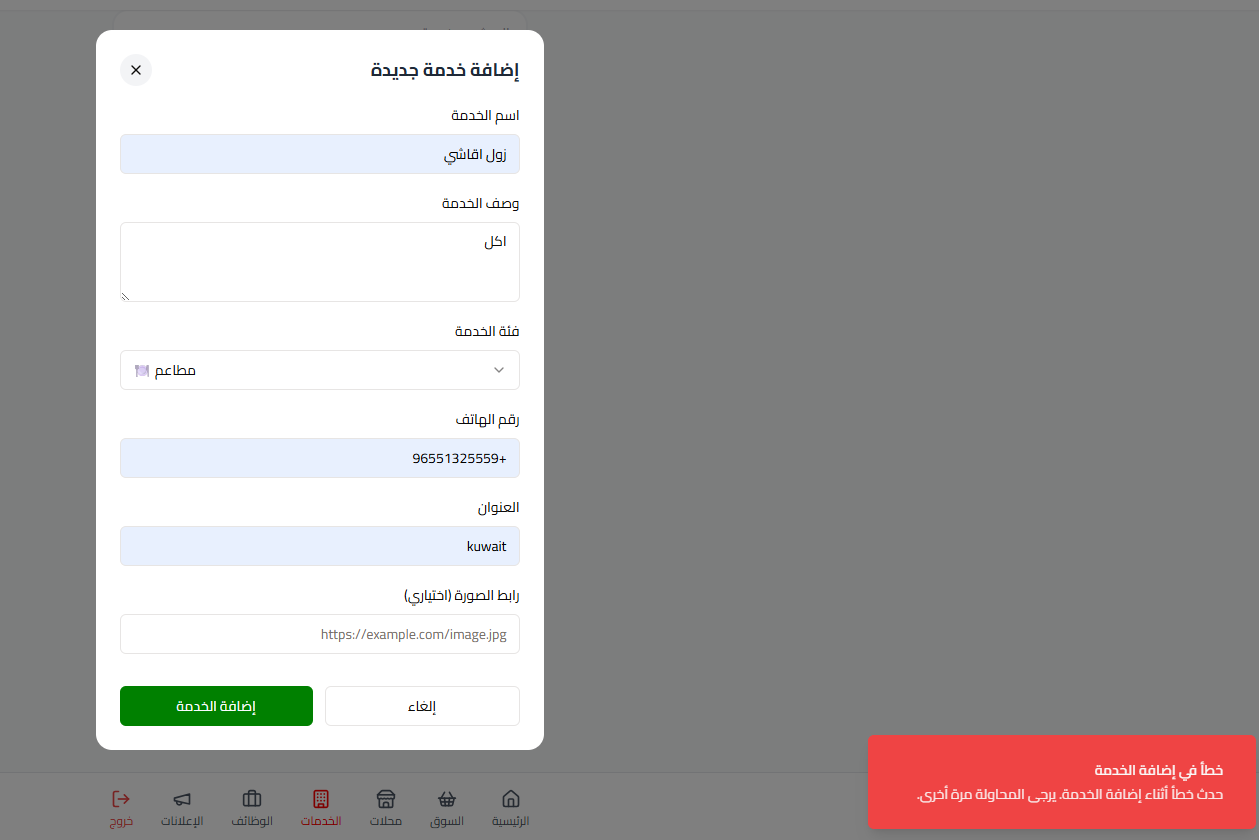 إضافة خدمة جديدة
اسم الخدمة
زول اقاشي
وصف الخدمة
اكل
فئة الخدمة
مطاعم
رقم الهاتف
+96551325559
العنوان
kuwait
رابط الصورة (اختياري)
https://example.com/image.jpg
إلغاء
إضافة الخدمة
خطأ في إضافة الخدمة
حدث خطأ أثناء إضافة الخدمة. يرجى المحاولة مرة أخرى.
الرئيسية
السوق
محلات
الخدمات
الوظائف
الإعلانات
خروج